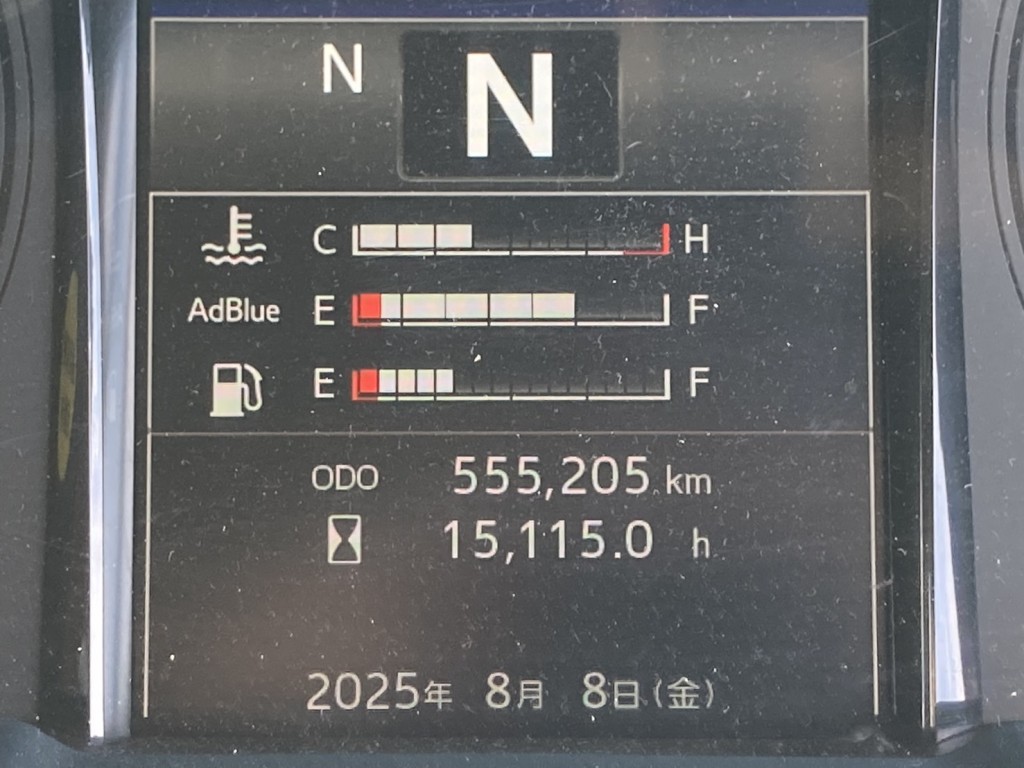 N N
C H
AdBlue E F
E F
ODO 555,205 km
15,115.0 h
2025年 8月 8日(金)